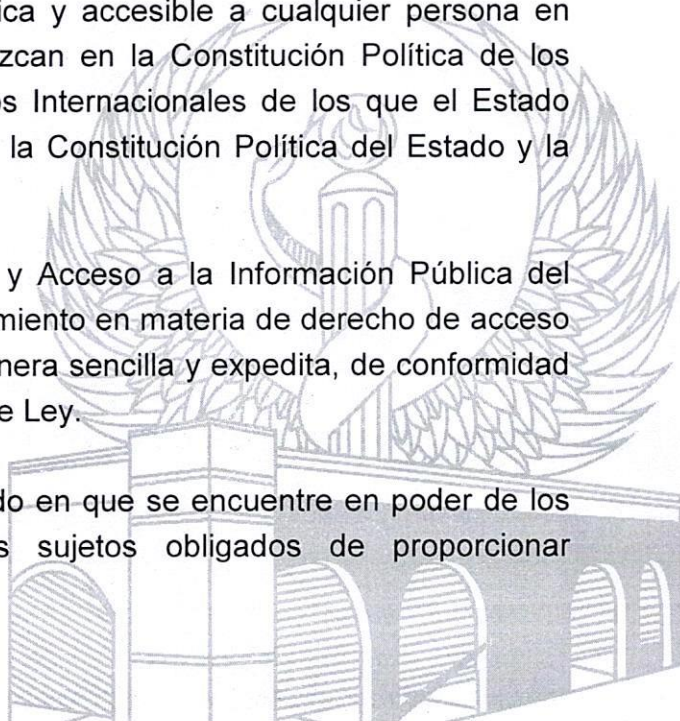 ica y accesible a cualquier persona en
zcan en la Constitución Política de los
os Internacionales de los que el Estado
la Constitución Política del Estado y la
y Acceso a la Información Pública del
miento en materia de derecho de acceso
nera sencilla y expedita, de conformidad
e Ley.
do en que se encuentre en poder de los
s sujetos obligados de proporcionar